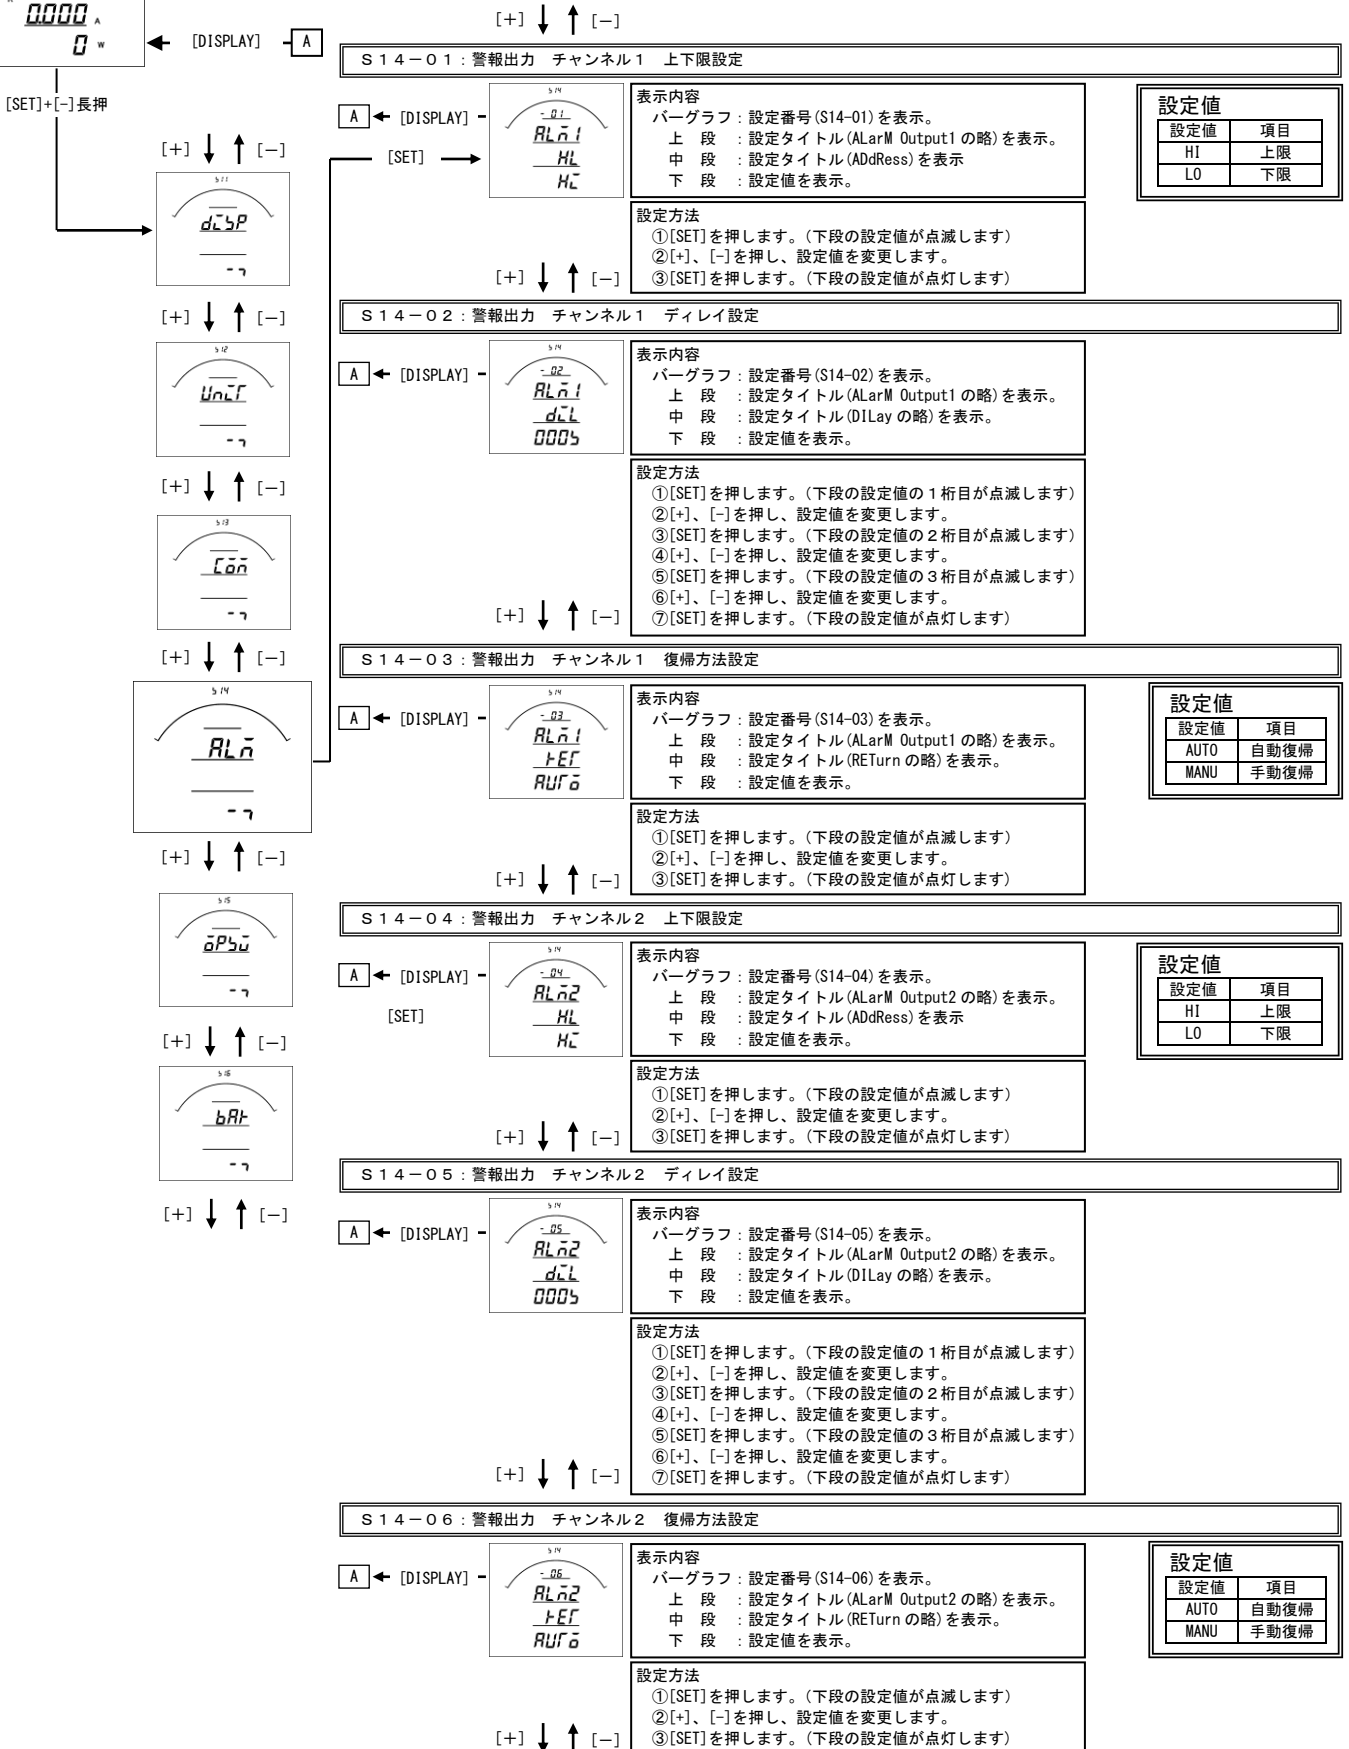 0.000 A
0 W
[DISPLAY]
A
[SET]+[-]長押
[+] [-]
S11
dISP
[+] [-]
S12
UnIT
[+] [-]
S13
Com
[+] [-]
S14
ALm
[+] [-]
S15
oPSU
[+] [-]
S16
bAr
[+] [-]
[+] [-]
S14-01:警報出力 チャンネル1 上下限設定
A [DISPLAY]
[SET]
S14
-01
ALm1
HL
HI
表示内容
バーグラフ:設定番号(S14-01)を表示。
上 段 :設定タイトル(ALarM Output1の略)を表示。
中 段 :設定タイトル(ADdRess)を表示
下 段 :設定値を表示。
設定値
設定値 項目
HI 上限
LO 下限
設定方法
①[SET]を押します。(下段の設定値が点滅します)
②[+]、[-]を押し、設定値を変更します。
③[SET]を押します。(下段の設定値が点灯します)
[+] [-]
S14-02:警報出力 チャンネル1 ディレイ設定
A [DISPLAY]
S14
-02
ALm1
dIL
000S
表示内容
バーグラフ:設定番号(S14-02)を表示。
上 段 :設定タイトル(ALarM Output1の略)を表示。
中 段 :設定タイトル(DILayの略)を表示。
下 段 :設定値を表示。
設定方法
①[SET]を押します。(下段の設定値の1桁目が点滅します)
②[+]、[-]を押し、設定値を変更します。
③[SET]を押します。(下段の設定値の2桁目が点滅します)
④[+]、[-]を押し、設定値を変更します。
⑤[SET]を押します。(下段の設定値の3桁目が点滅します)
⑥[+]、[-]を押し、設定値を変更します。
⑦[SET]を押します。(下段の設定値が点灯します)
[+] [-]
S14-03:警報出力 チャンネル1 復帰方法設定
A [DISPLAY]
S14
-03
ALm1
rET
AUTo
表示内容
バーグラフ:設定番号(S14-03)を表示。
上 段 :設定タイトル(ALarM Output1の略)を表示。
中 段 :設定タイトル(RETurnの略)を表示。
下 段 :設定値を表示。
設定値
設定値 項目
AUTO 自動復帰
MANU 手動復帰
設定方法
①[SET]を押します。(下段の設定値が点滅します)
②[+]、[-]を押し、設定値を変更します。
③[SET]を押します。(下段の設定値が点灯します)
[+] [-]
S14-04:警報出力 チャンネル2 上下限設定
A [DISPLAY]
[SET]
S14
-04
ALm2
HL
HI
表示内容
バーグラフ:設定番号(S14-04)を表示。
上 段 :設定タイトル(ALarM Output2の略)を表示。
中 段 :設定タイトル(ADdRess)を表示
下 段 :設定値を表示。
設定値
設定値 項目
HI 上限
LO 下限
設定方法
①[SET]を押します。(下段の設定値が点滅します)
②[+]、[-]を押し、設定値を変更します。
③[SET]を押します。(下段の設定値が点灯します)
[+] [-]
S14-05:警報出力 チャンネル2 ディレイ設定
A [DISPLAY]
S14
-05
ALm2
dIL
000S
表示内容
バーグラフ:設定番号(S14-05)を表示。
上 段 :設定タイトル(ALarM Output2の略)を表示。
中 段 :設定タイトル(DILayの略)を表示。
下 段 :設定値を表示。
設定方法
①[SET]を押します。(下段の設定値の1桁目が点滅します)
②[+]、[-]を押し、設定値を変更します。
③[SET]を押します。(下段の設定値の2桁目が点滅します)
④[+]、[-]を押し、設定値を変更します。
⑤[SET]を押します。(下段の設定値の3桁目が点滅します)
⑥[+]、[-]を押し、設定値を変更します。
⑦[SET]を押します。(下段の設定値が点灯します)
[+] [-]
S14-06:警報出力 チャンネル2 復帰方法設定
A [DISPLAY]
S14
-06
ALm2
rET
AUTo
表示内容
バーグラフ:設定番号(S14-06)を表示。
上 段 :設定タイトル(ALarM Output2の略)を表示。
中 段 :設定タイトル(RETurnの略)を表示。
下 段 :設定値を表示。
設定値
設定値 項目
AUTO 自動復帰
MANU 手動復帰
設定方法
①[SET]を押します。(下段の設定値が点滅します)
②[+]、[-]を押し、設定値を変更します。
③[SET]を押します。(下段の設定値が点灯します)
[+] [-]